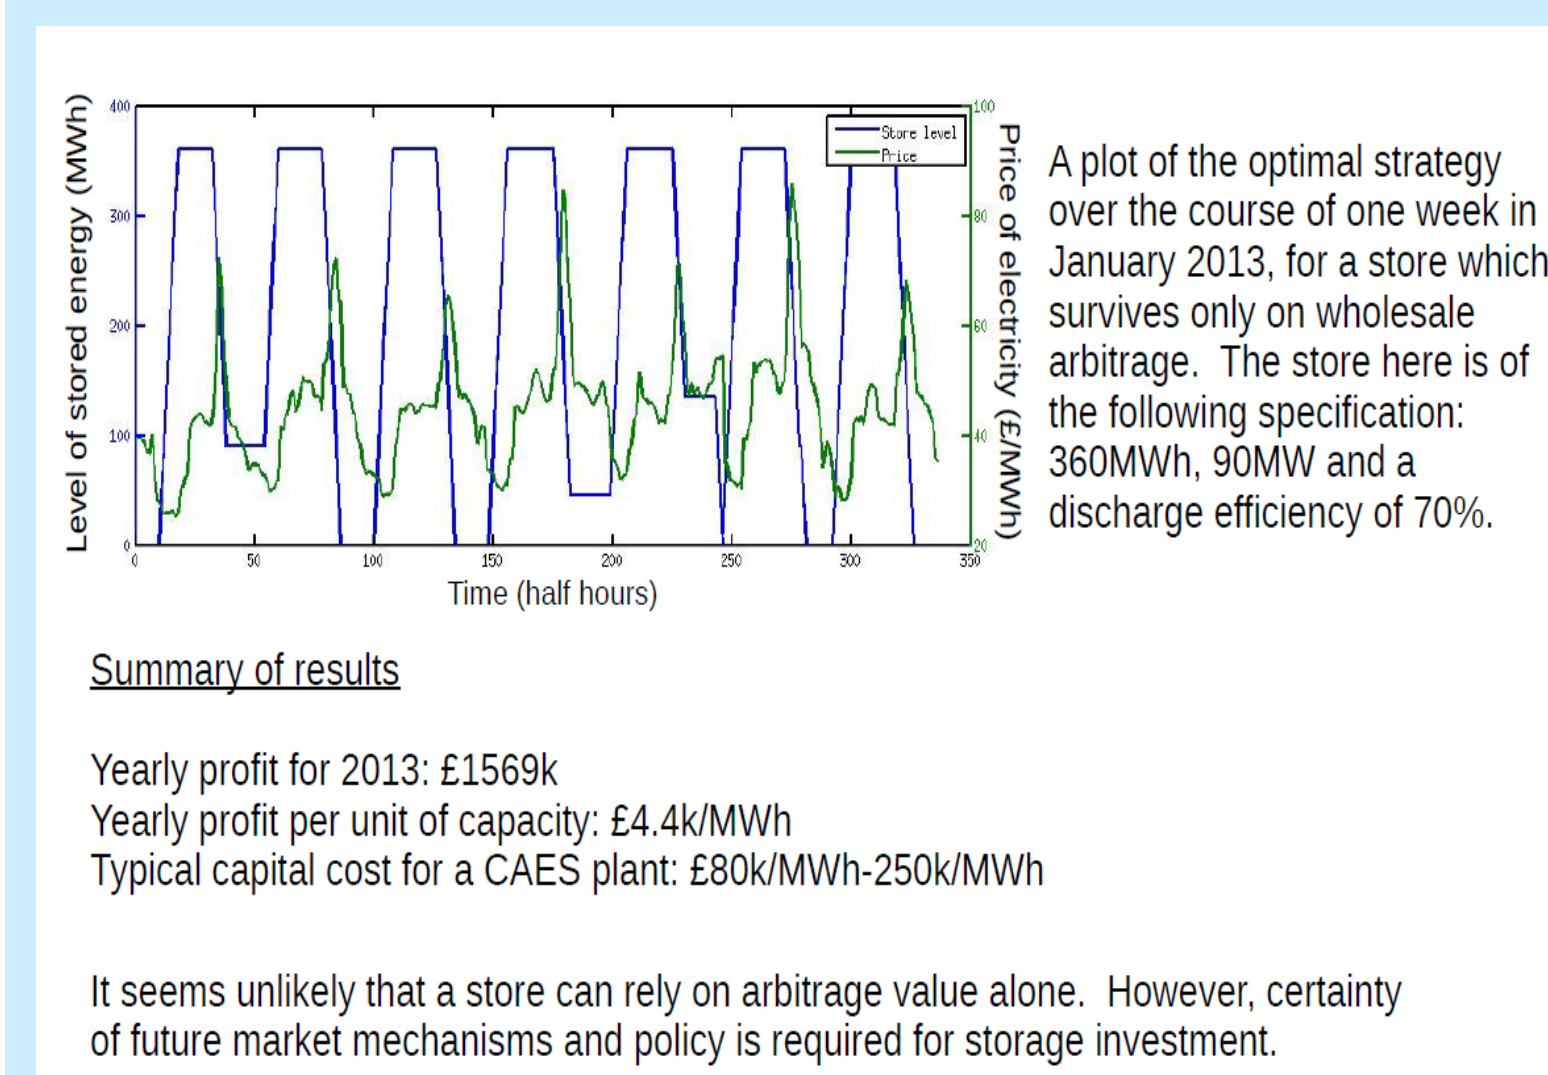 Level of stored energy (MWh)
400
300
200
100
0
0
50
100
150
200
250
300
350
Time (half hours)
100
80
60
40
20
Price of electricity (£/MWh)
Store level
Price
A plot of the optimal strategy
over the course of one week in
January 2013, for a store which
survives only on wholesale
arbitrage. The store here is of
the following specification:
360MWh, 90MW and a
discharge efficiency of 70%.
Summary of results
Yearly profit for 2013: £1569k
Yearly profit per unit of capacity: £4.4k/MWh
Typical capital cost for a CAES plant: £80k/MWh-250k/MWh
It seems unlikely that a store can rely on arbitrage value alone. However, certainty
of future market mechanisms and policy is required for storage investment.